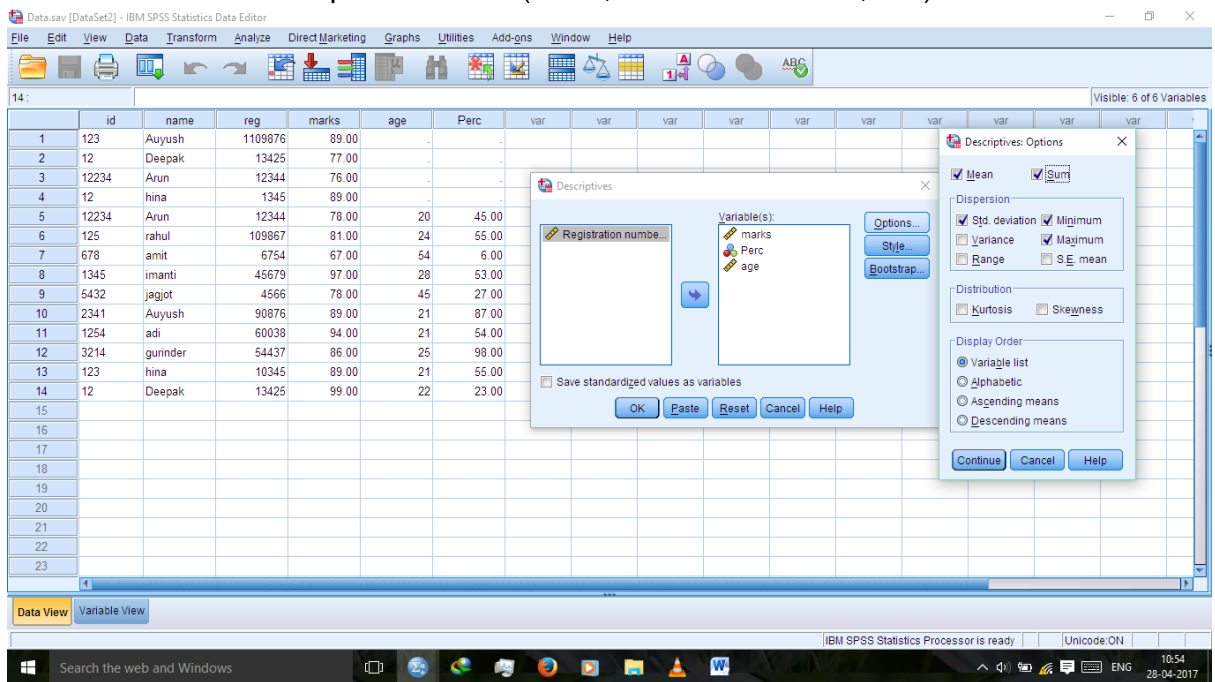 Data.sav [DataSet2] - IBM SPSS Statistics Data Editor
File Edit View Data Transform Analyze Direct Marketing Graphs Utilities Add-ons Window Help
14 :
Visible: 6 of 6 Variables
id name reg marks age Perc var var var var var var var var var var
1 123 Auyush 1109876 89.00 . .
2 12 Deepak 13425 77.00 . .
3 12234 Arun 12344 76.00 . .
4 12 hina 1345 89.00 . .
5 12234 Arun 12344 78.00 20 45.00
6 125 rahul 109867 81.00 24 55.00
7 678 amit 6754 67.00 54 6.00
8 1345 imanti 45679 97.00 28 53.00
9 5432 jagjot 4566 78.00 45 27.00
10 2341 Auyush 90876 89.00 21 87.00
11 1254 adi 60038 94.00 21 54.00
12 3214 gurinder 54437 86.00 25 98.00
13 123 hina 10345 89.00 21 55.00
14 12 Deepak 13425 99.00 22 23.00
15
16
17
18
19
20
21
22
23
Descriptives
Registration numbe...
Variable(s):
marks
Perc
age
Options...
Style...
Bootstrap...
Save standardized values as variables
OK Paste Reset Cancel Help
Descriptives: Options
Mean Sum
Dispersion
Std. deviation Minimum
Variance Maximum
Range S.E. mean
Distribution
Kurtosis Skewness
Display Order
Variable list
Alphabetic
Ascending means
Descending means
Continue Cancel Help
Data View Variable View
IBM SPSS Statistics Processor is ready Unicode:ON
Search the web and Windows
ENG
10:54
28-04-2017